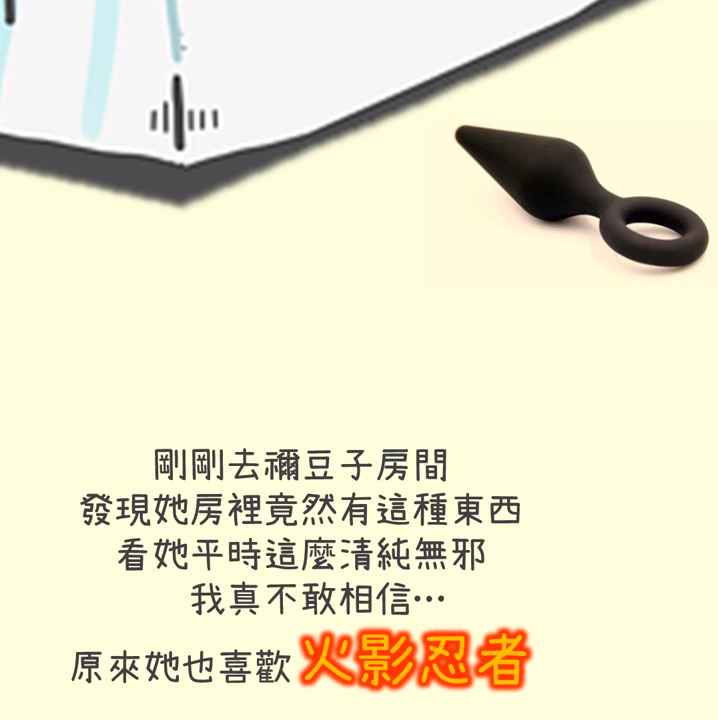 剛剛去禰豆子房間
發現她房裡竟然有這種東西
看她平時這麼清純無邪
我真不敢相信…
原來她也喜歡火影忍者